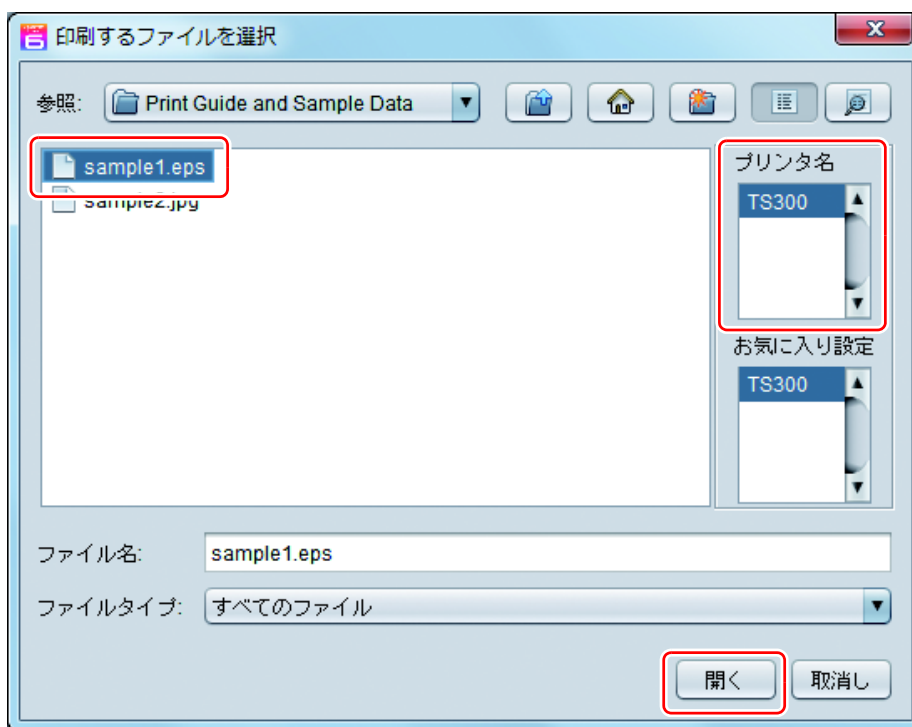 印刷するファイルを選択
参照: Print Guide and Sample Data
sample1.eps
sample2.jpg
プリンタ名
TS300
お気に入り設定
TS300
ファイル名: sample1.eps
ファイルタイプ: すべてのファイル
開く 取消し